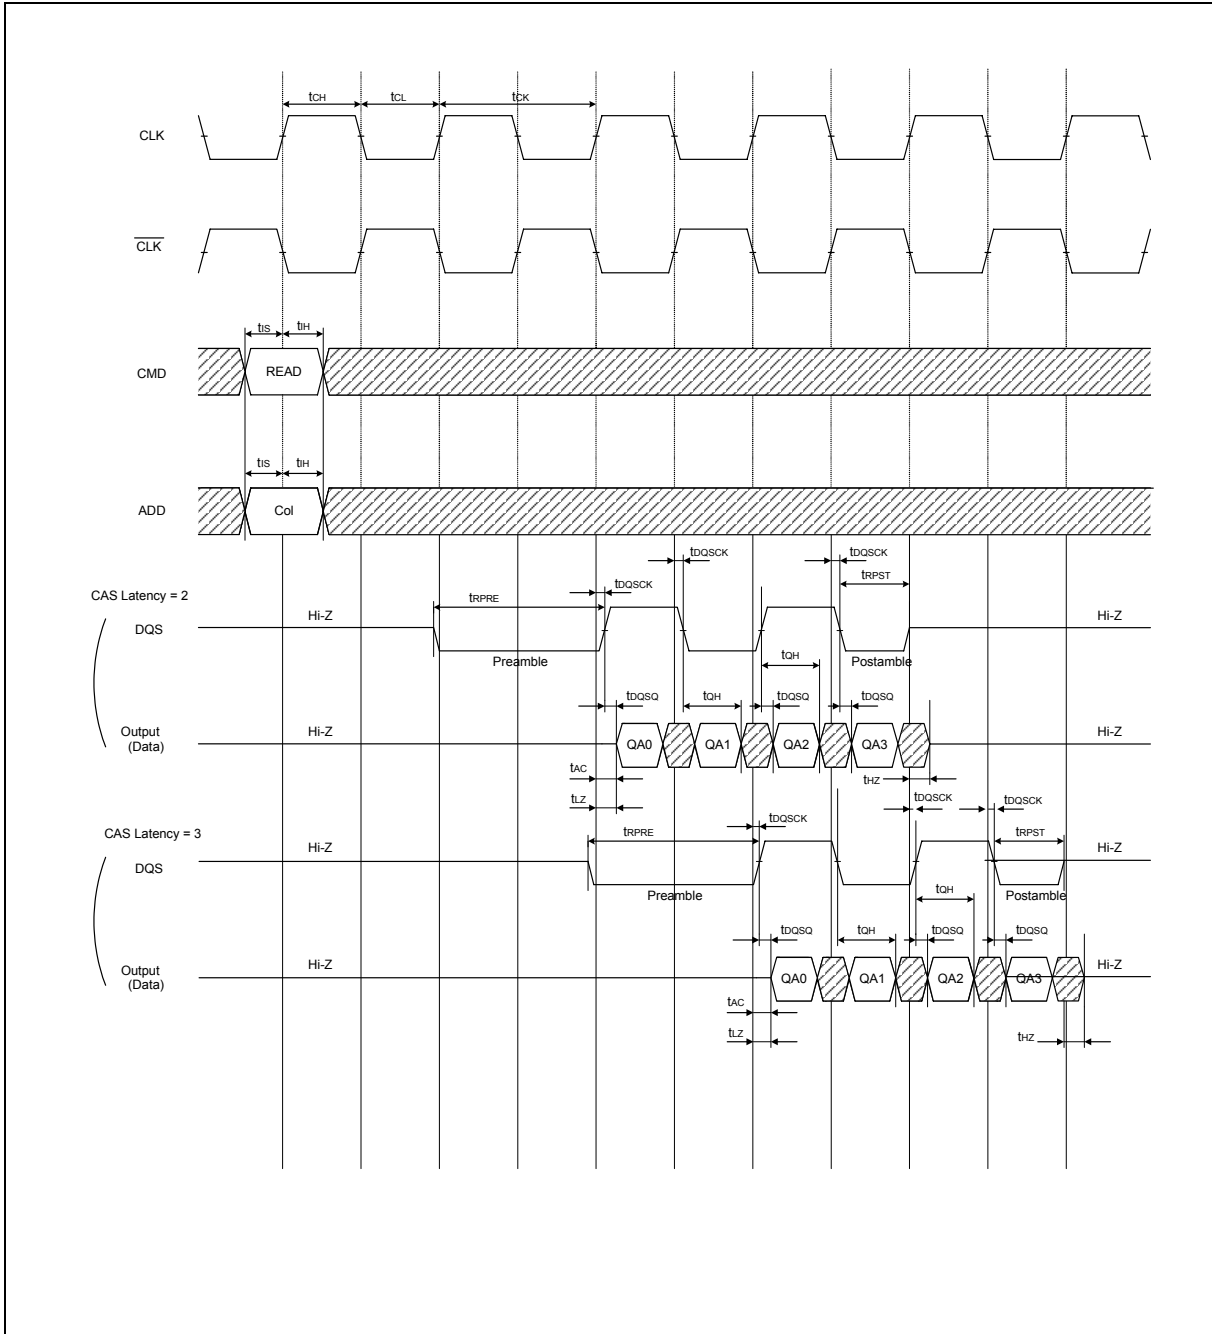 tCH tCL tCK
CLK
CLK
tIS tIH
CMD READ
tIS tIH
ADD Col
tDQSCK tDQSCK
tDQSCK tRPST
CAS Latency = 2
tRPRE
Hi-Z Hi-Z
DQS
Preamble tQH Postamble
tDQSQ tQH tDQSQ tDQSQ
Output
(Data)
Hi-Z QA0 QA1 QA2 QA3 Hi-Z
tAC tHZ
tLZ tDQSCK tDQSCK
tDQSCK
CAS Latency = 3
tRPRE tRPST
Hi-Z Hi-Z
DQS
Preamble tQH Postamble
tDQSQ tQH tDQSQ tDQSQ
Output
(Data)
Hi-Z QA0 QA1 QA2 QA3 Hi-Z
tAC
tLZ tHZ